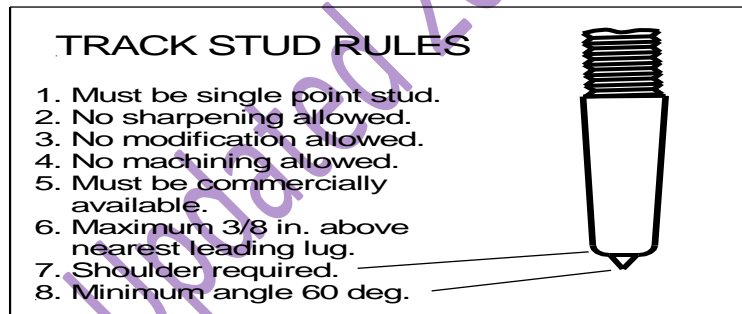 TRACK STUD RULES
1. Must be single point stud.
2. No sharpening allowed.
3. No modification allowed.
4. No machining allowed.
5. Must be commercially
available.
6. Maximum 3/8 in. above
nearest leading lug.
7. Shoulder required.
8. Minimum angle 60 deg.
Updated